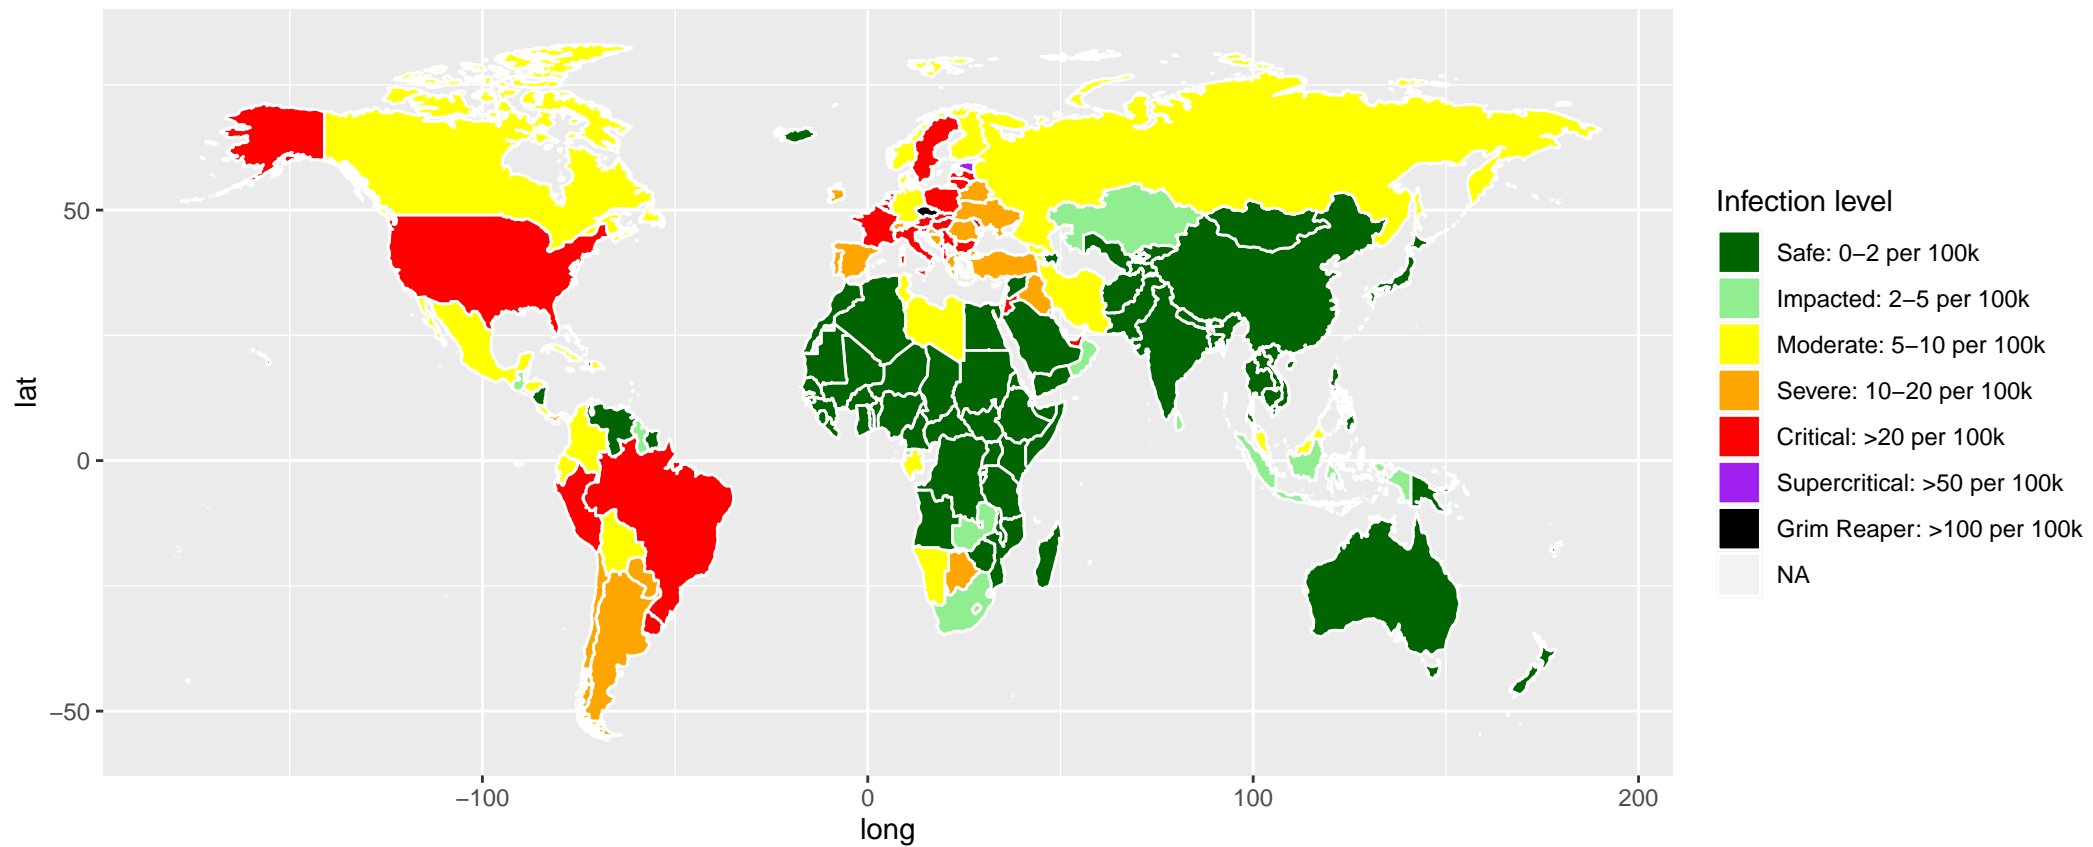 Infection level
Safe: 0–2 per 100k
Impacted: 2–5 per 100k
Moderate: 5–10 per 100k
Severe: 10–20 per 100k
Critical: >20 per 100k
Supercritical: >50 per 100k
Grim Reaper: >100 per 100k
NA
lat
50
0
−50
−100
0
100
200
long